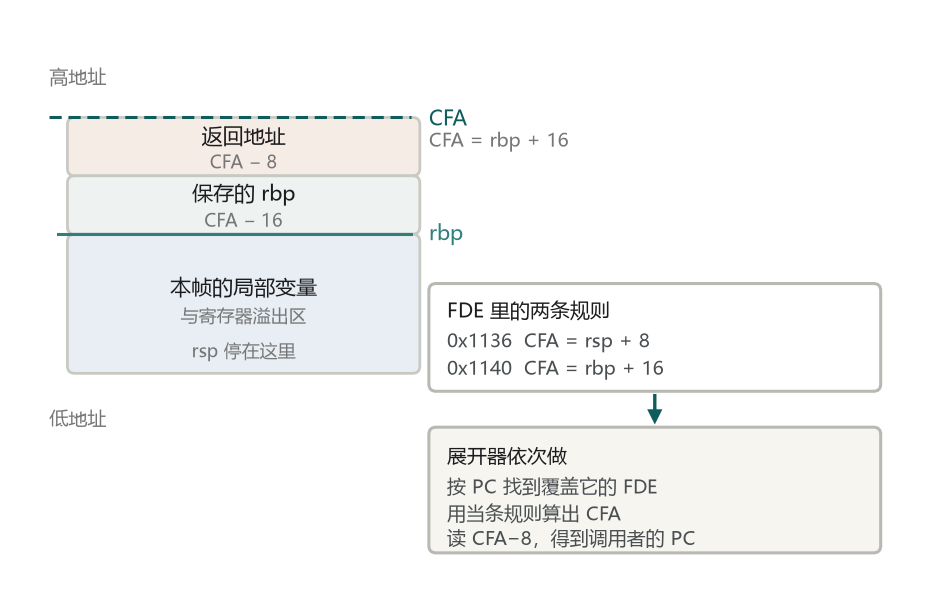 高地址
CFA
CFA = rbp + 16
返回地址
CFA − 8
保存的 rbp
CFA − 16
rbp
本帧的局部变量
与寄存器溢出区
rsp 停在这里
低地址
FDE 里的两条规则
0x1136  CFA = rsp + 8
0x1140  CFA = rbp + 16
展开器依次做
按 PC 找到覆盖它的 FDE
用当条规则算出 CFA
读 CFA−8，得到调用者的 PC